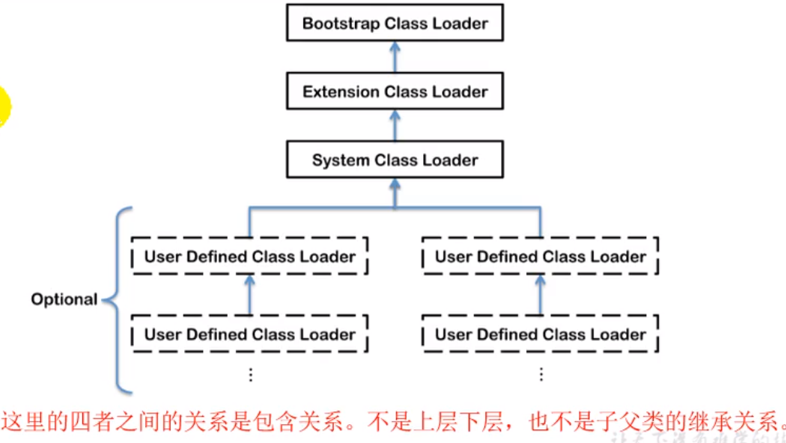 Bootstrap Class Loader
Extension Class Loader
System Class Loader
User Defined Class Loader
User Defined Class Loader
Optional
User Defined Class Loader
User Defined Class Loader
这里的四者之间的关系是包含关系。不是上层下层，也不是子父类的继承关系。